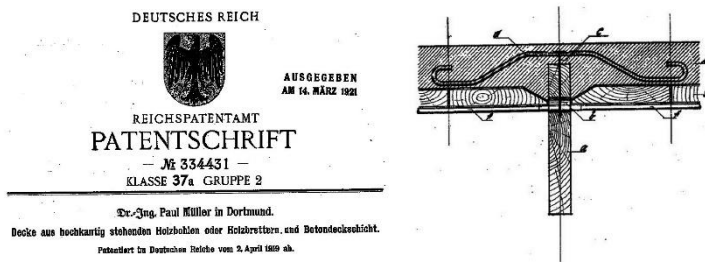 DEUTSCHES REICH
AUSGEGEBEN
AM 14. MÄRZ 1921
REICHSPATENTAMT
PATENTSCHRIFT
— № 334431 —
KLASSE 37a GRUPPE 2
Dr.-Ing. Paul Müller in Dortmund.
Decke aus hochkantig stehenden Holzbohlen oder Holzbrettern, und Betondeckschicht.
Patentiert im Deutschen Reiche vom 2. April 1919 ab.
d
c
a